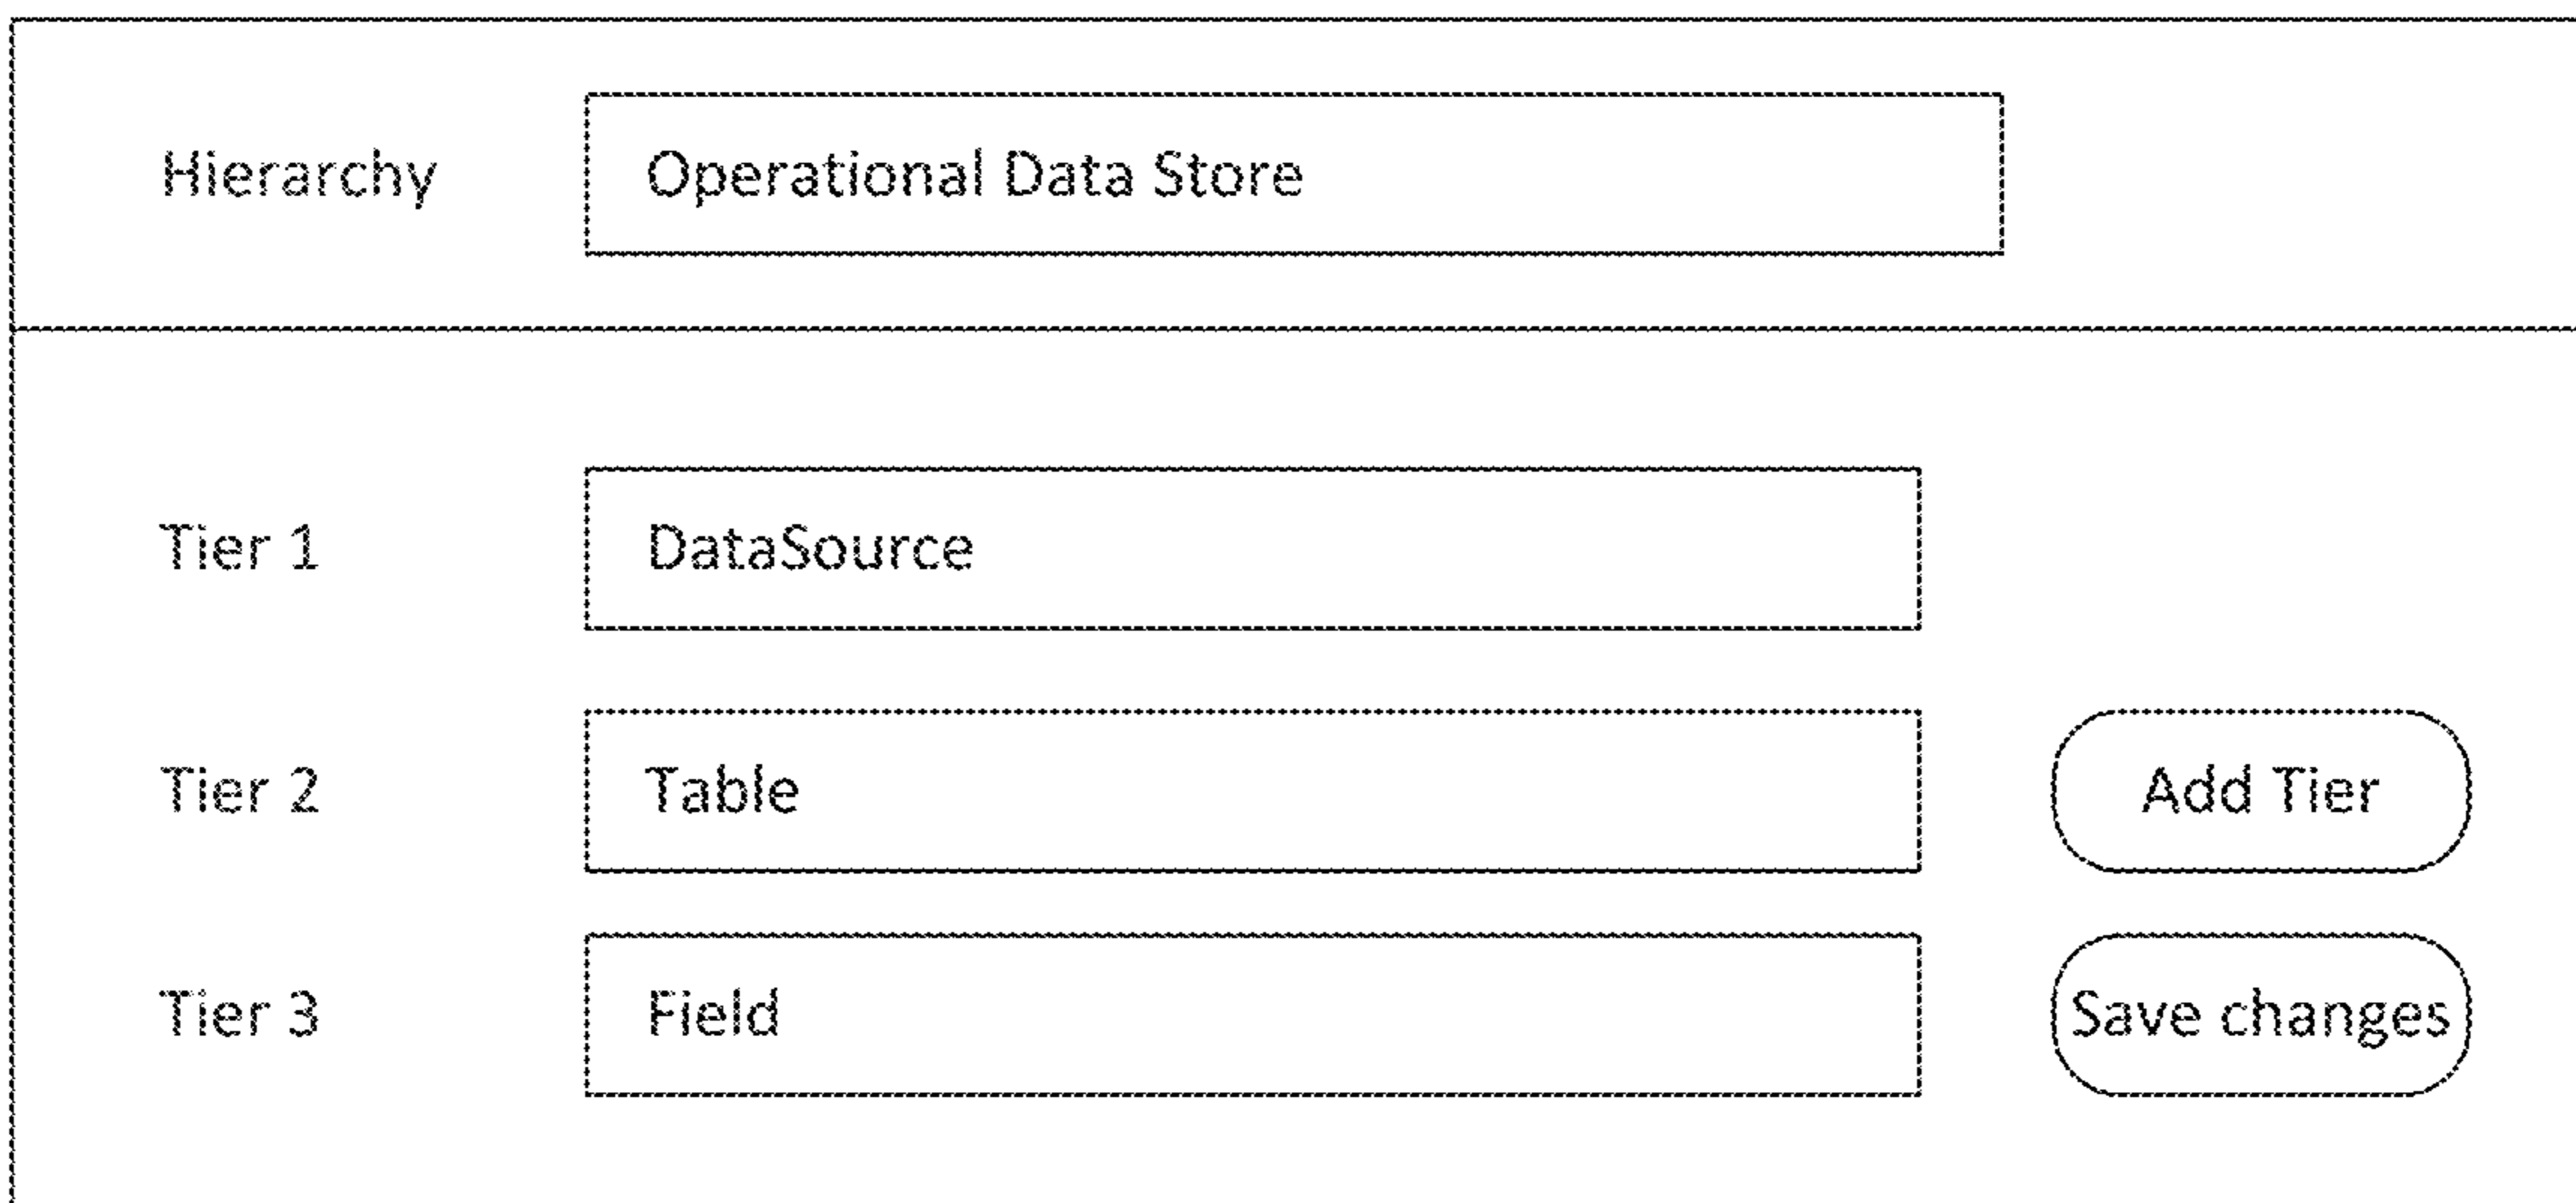 Hierarchy Operational Data Store
Tier 1 DataSource
Tier 2 Table Add Tier
Tier 3 Field Save changes